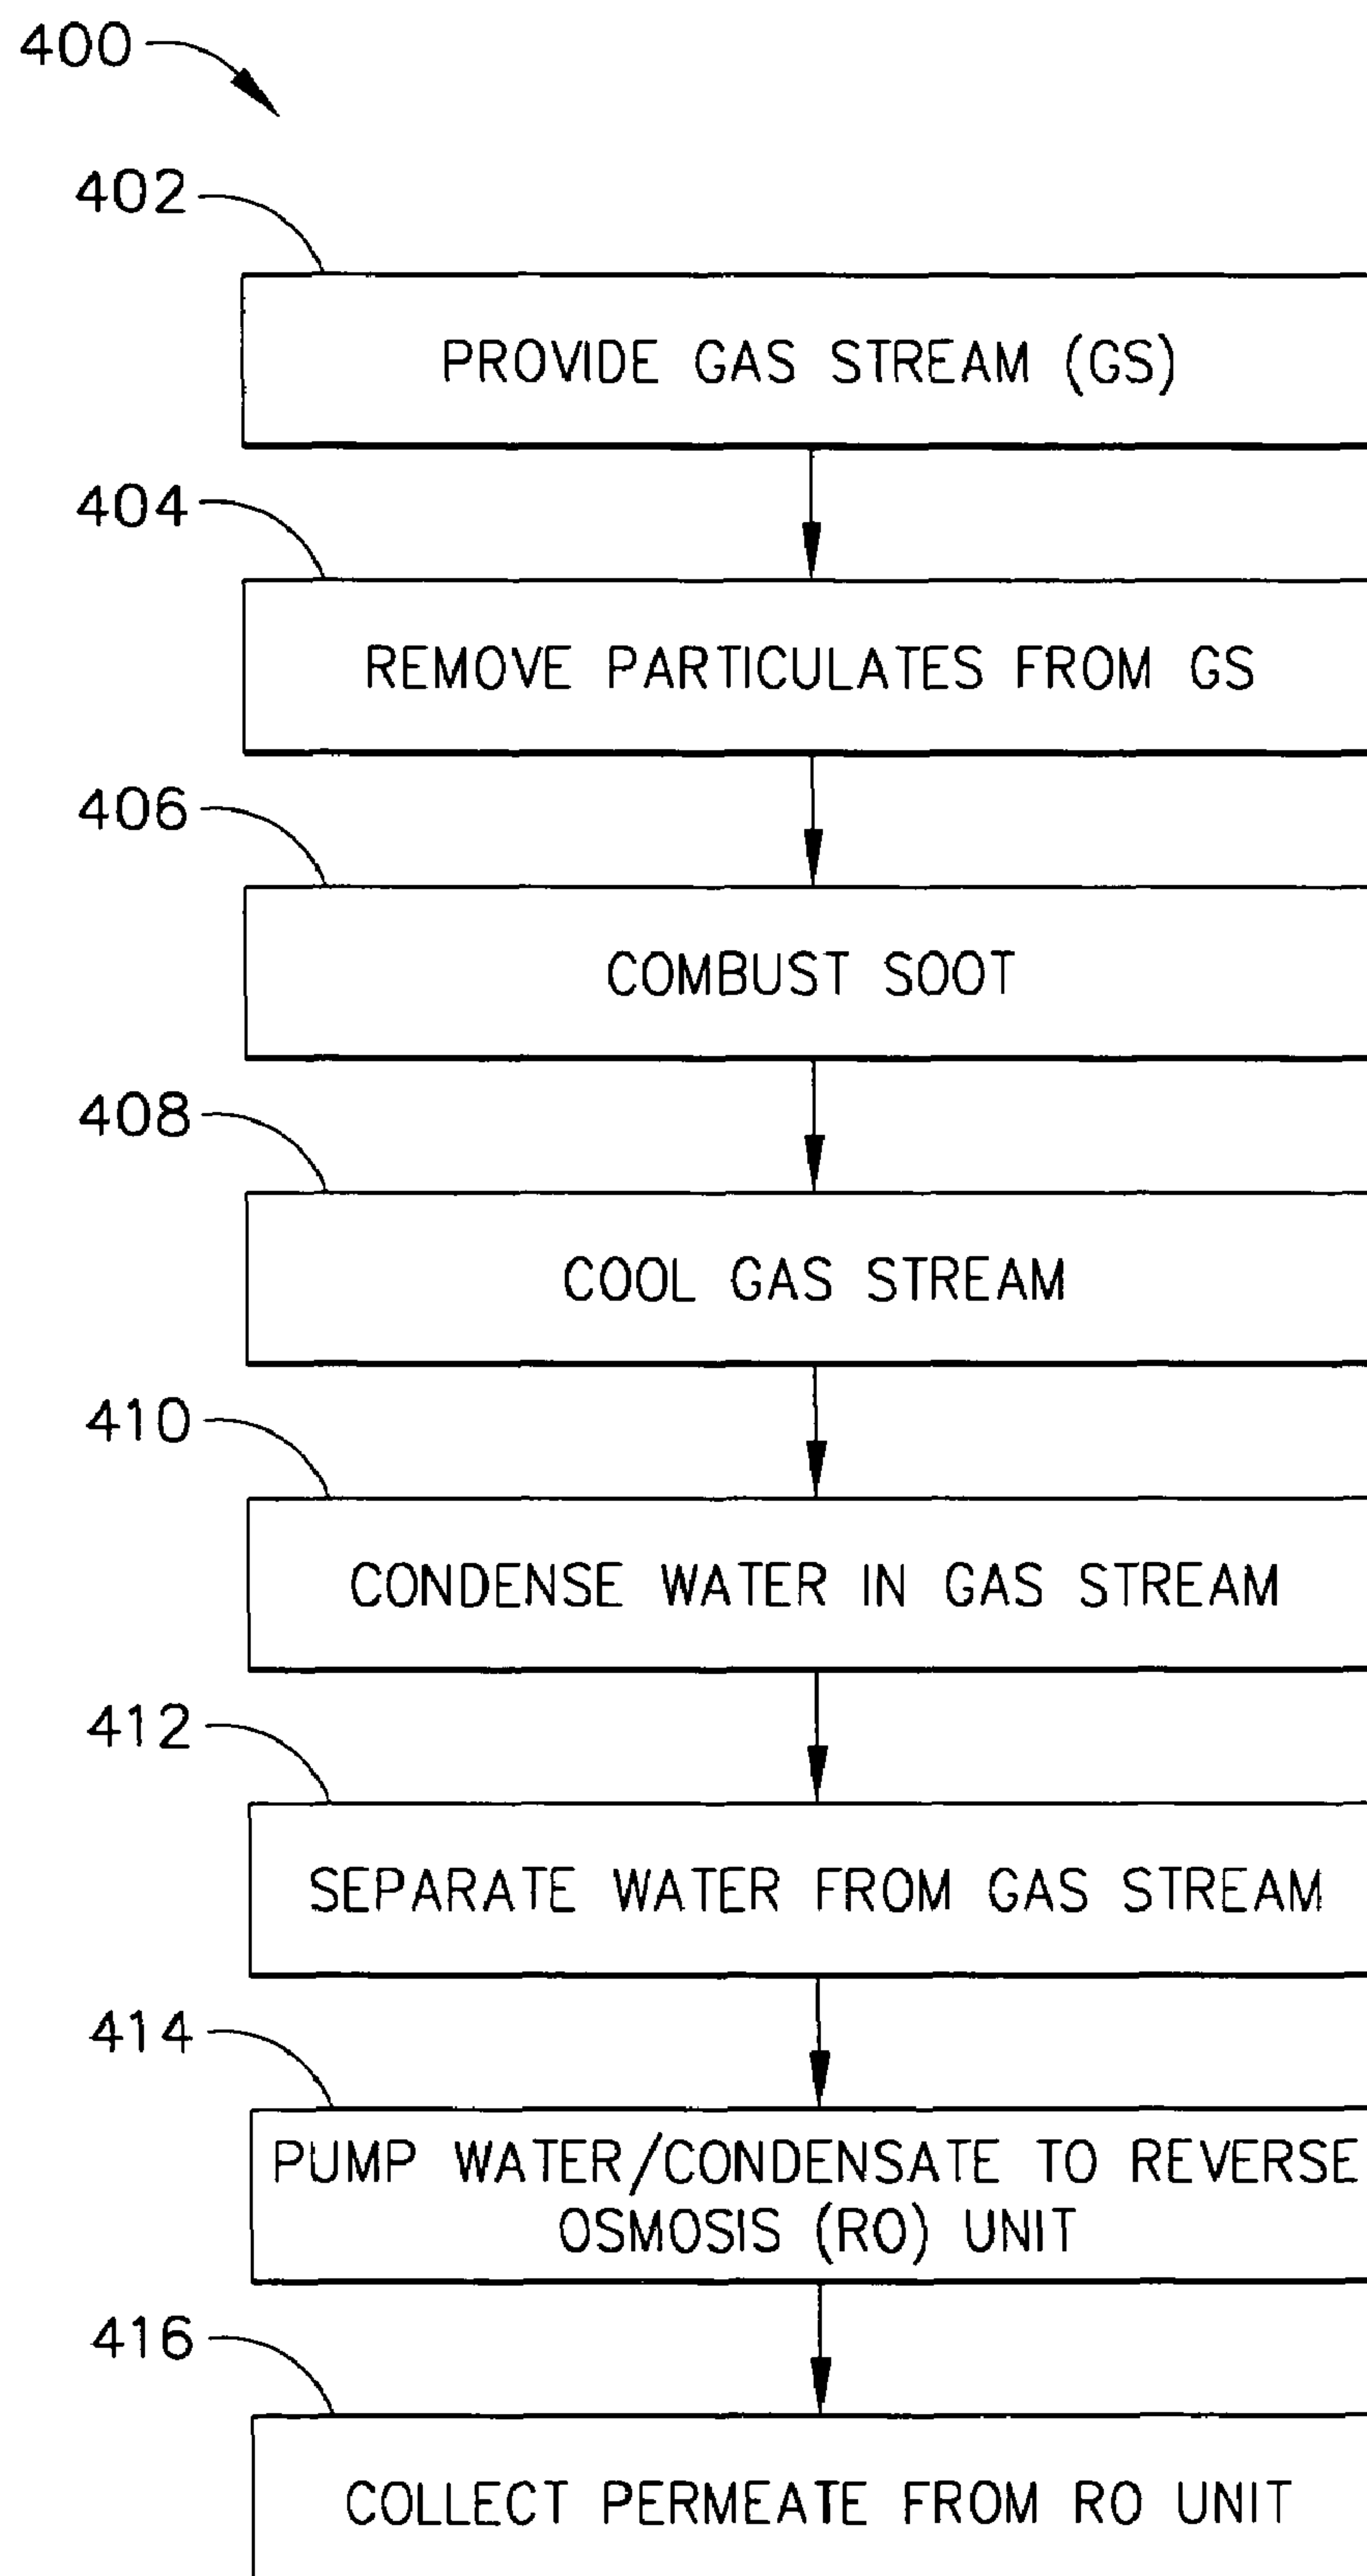 400
402
PROVIDE GAS STREAM (GS)
404
REMOVE PARTICULATES FROM GS
406
COMBUST SOOT
408
COOL GAS STREAM
410
CONDENSE WATER IN GAS STREAM
412
SEPARATE WATER FROM GAS STREAM
414
PUMP WATER/CONDENSATE TO REVERSE
OSMOSIS (RO) UNIT
416
COLLECT PERMEATE FROM RO UNIT